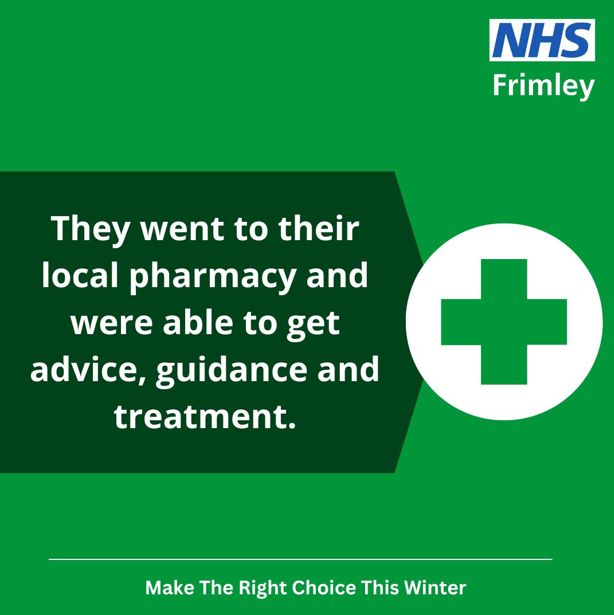 NHS
Frimley
They went to their
local pharmacy and
were able to get
advice, guidance and
treatment.
Make The Right Choice This Winter